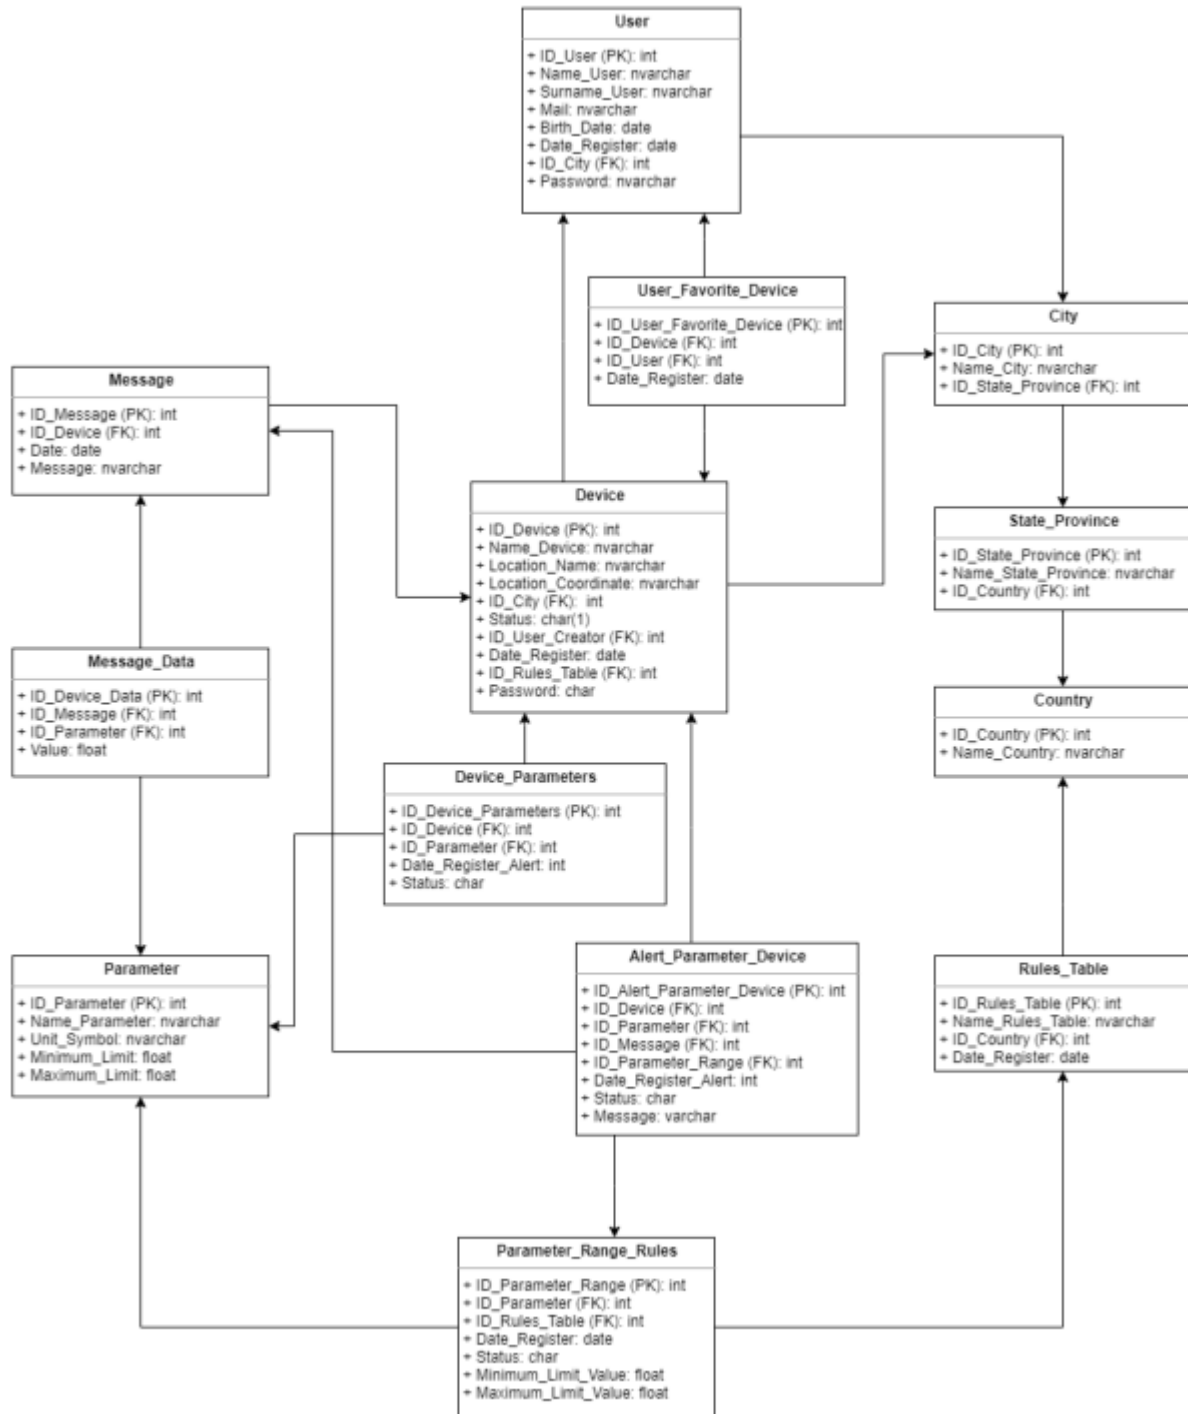 User
+ ID_User (PK): int
+ Name_User: nvarchar
+ Surname_User: nvarchar
+ Mail: nvarchar
+ Birth_Date: date
+ Date_Register: date
+ ID_City (FK): int
+ Password: nvarchar
User_Favorite_Device
+ ID_User_Favorite_Device (PK): int
+ ID_Device (FK): int
+ ID_User (FK): int
+ Date_Register: date
City
+ ID_City (PK): int
+ Name_City: nvarchar
+ ID_State_Province (FK): int
Message
+ ID_Message (PK): int
+ ID_Device (FK): int
+ Date: date
+ Message: nvarchar
Device
+ ID_Device (PK): int
+ Name_Device: nvarchar
+ Location_Name: nvarchar
+ Location_Coordinate: nvarchar
+ ID_City (FK):  int
+ Status: char(1)
+ ID_User_Creator (FK): int
+ Date_Register: date
+ ID_Rules_Table (FK): int
+ Password: char
State_Province
+ ID_State_Province (PK): int
+ Name_State_Province: nvarchar
+ ID_Country (FK): int
Message_Data
+ ID_Device_Data (PK): int
+ ID_Message (FK): int
+ ID_Parameter (FK): int
+ Value: float
Country
+ ID_Country (PK): int
+ Name_Country: nvarchar
Device_Parameters
+ ID_Device_Parameters (PK): int
+ ID_Device (FK): int
+ ID_Parameter (FK): int
+ Date_Register_Alert: int
+ Status: char
Parameter
+ ID_Parameter (PK): int
+ Name_Parameter: nvarchar
+ Unit_Symbol: nvarchar
+ Minimum_Limit: float
+ Maximum_Limit: float
Alert_Parameter_Device
+ ID_Alert_Parameter_Device (PK): int
+ ID_Device (FK): int
+ ID_Parameter (FK): int
+ ID_Message (FK): int
+ ID_Parameter_Range (FK): int
+ Date_Register_Alert: int
+ Status: char
+ Message: varchar
Rules_Table
+ ID_Rules_Table (PK): int
+ Name_Rules_Table: nvarchar
+ ID_Country (FK): int
+ Date_Register: date
Parameter_Range_Rules
+ ID_Parameter_Range (PK): int
+ ID_Parameter (FK): int
+ ID_Rules_Table (FK): int
+ Date_Register: date
+ Status: char
+ Minimum_Limit_Value: float
+ Maximum_Limit_Value: float